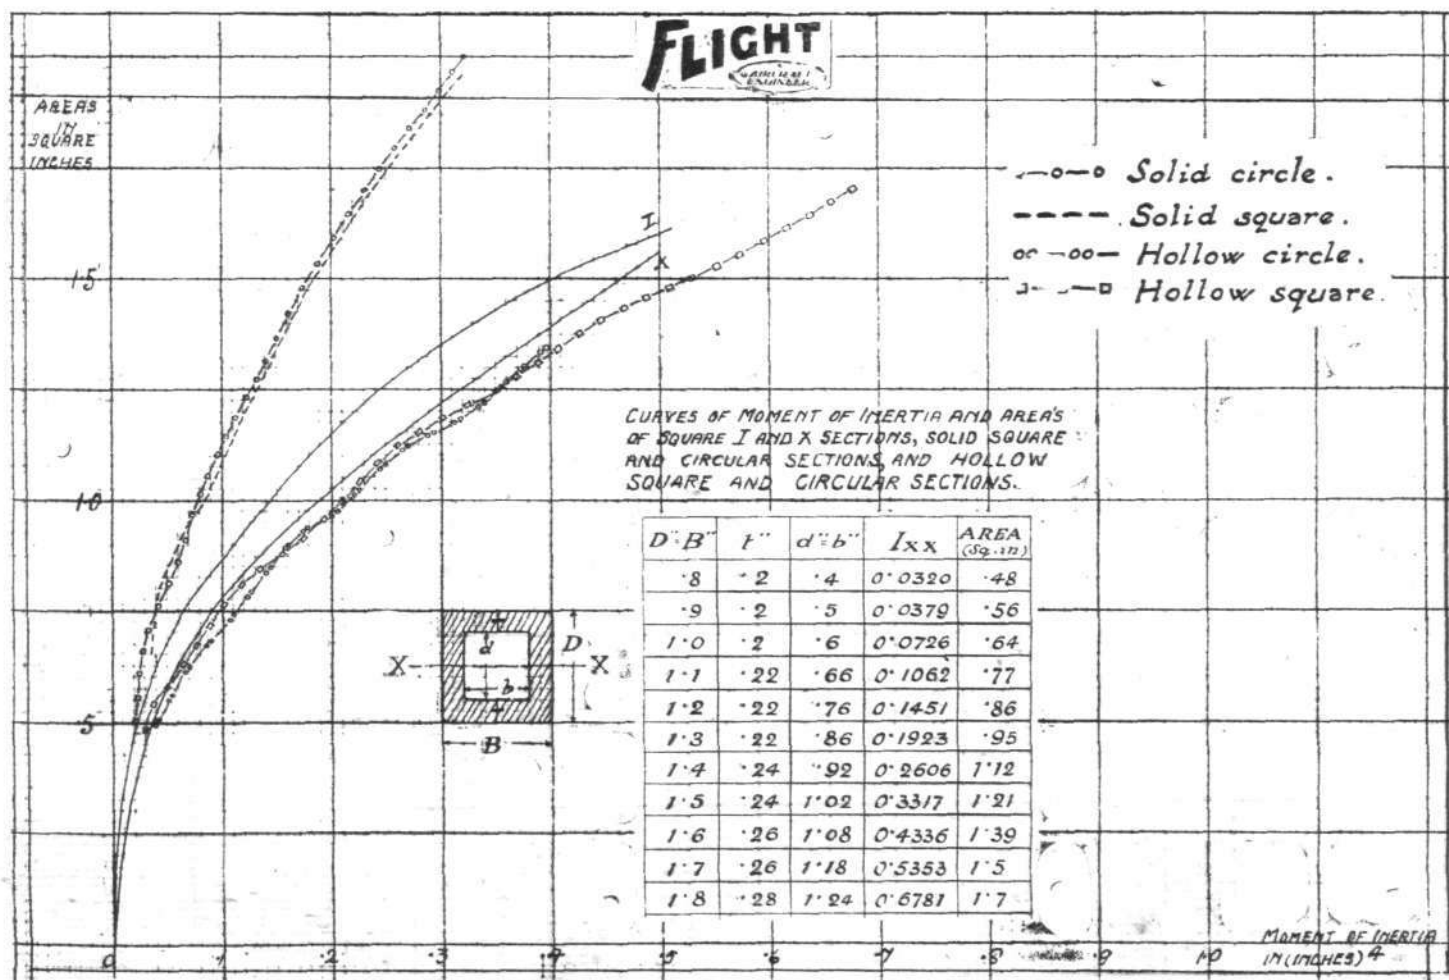 FLIGHT
AIRCRAFT
ENGINEER
AREAS
IN
SQUARE
INCHES
Solid circle.
Solid square.
Hollow circle.
Hollow square.
I
X
1·5
1·0
·5
CURVES OF MOMENT OF INERTIA AND AREA'S
OF SQUARE I AND X SECTIONS, SOLID SQUARE
AND CIRCULAR SECTIONS, AND HOLLOW
SQUARE AND CIRCULAR SECTIONS.
D"=B" t" d"=b" Ixx AREA (Sq.in)
·8 ·2 ·4 0·0320 ·48
·9 ·2 ·5 0·0379 ·56
1·0 ·2 ·6 0·0726 ·64
1·1 ·22 ·66 0·1062 ·77
1·2 ·22 ·76 0·1451 ·86
1·3 ·22 ·86 0·1923 ·95
1·4 ·24 ·92 0·2606 1·12
1·5 ·24 1·02 0·3317 1·21
1·6 ·26 1·08 0·4336 1·39
1·7 ·26 1·18 0·5353 1·5
1·8 ·28 1·24 0·6781 1·7
X d D X
b
B
0 ·1 ·2 ·3 ·4 ·5 ·6 ·7 ·8 ·9 1·0 1·1
MOMENT OF INERTIA
IN (INCHES) 4